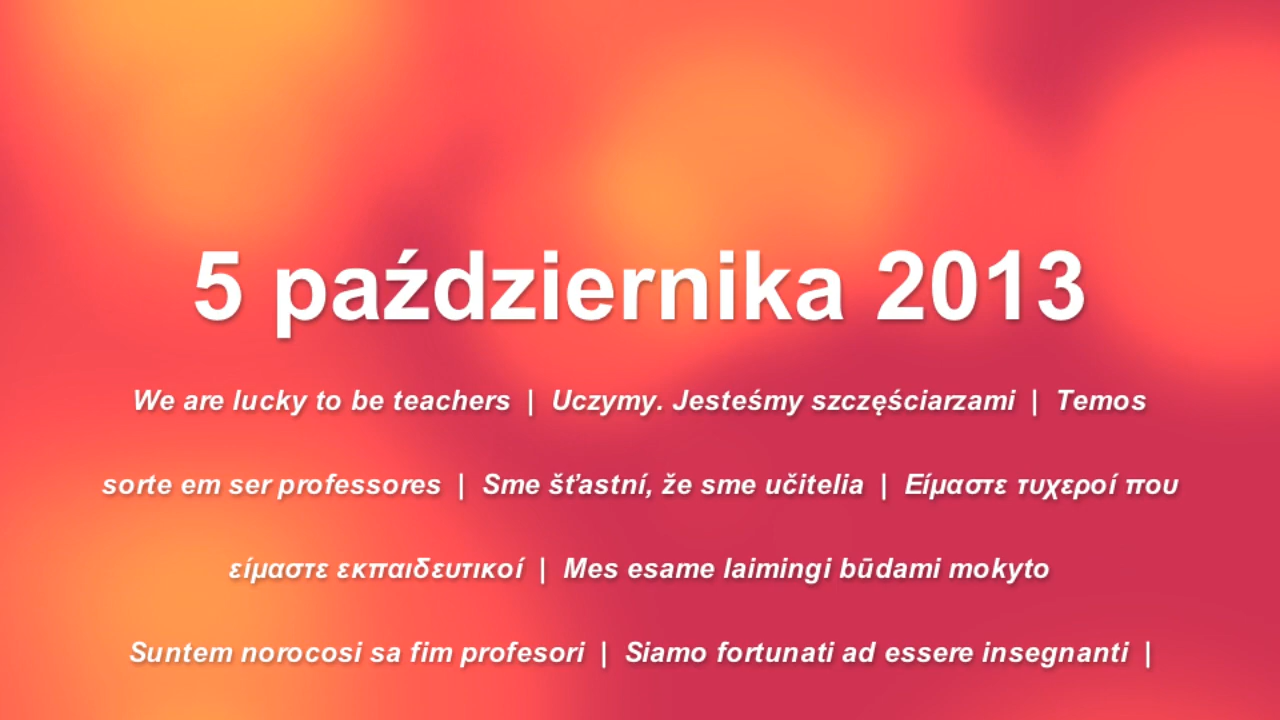 5 października 2013
We are lucky to be teachers | Uczymy. Jesteśmy szczęściarzami | Temos
sorte em ser professores | Sme šťastní, že sme učitelia | Είμαστε τυχεροί που
είμαστε εκπαιδευτικοί | Mes esame laimingi būdami mokyto
Suntem norocosi sa fim profesori | Siamo fortunati ad essere insegnanti |